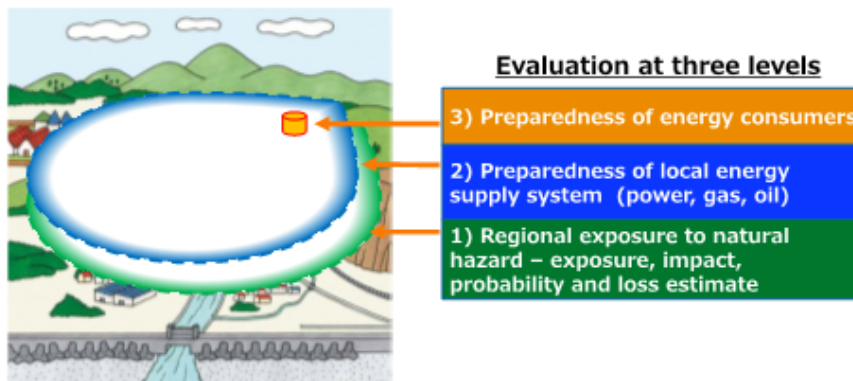 Evaluation at three levels
3) Preparedness of energy consumers
2) Preparedness of local energy
supply system (power, gas, oil)
1) Regional exposure to natural
hazard – exposure, impact,
probability and loss estimate